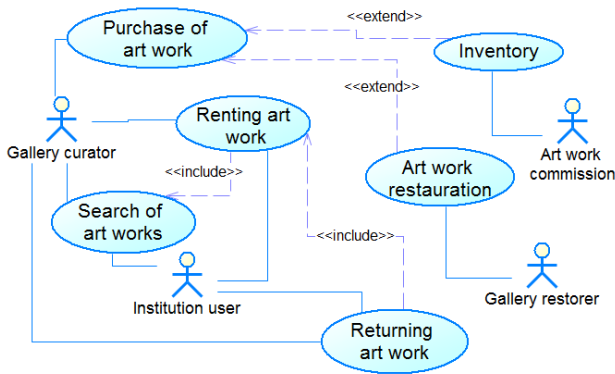 <<extend>>
Purchase of
art work
Inventory
<<extend>>
Renting art
work
Gallery curator
Art work
commission
<<include>>
Art work
restauration
Search of
art works
<<include>>
Institution user
Gallery restorer
Returning
art work